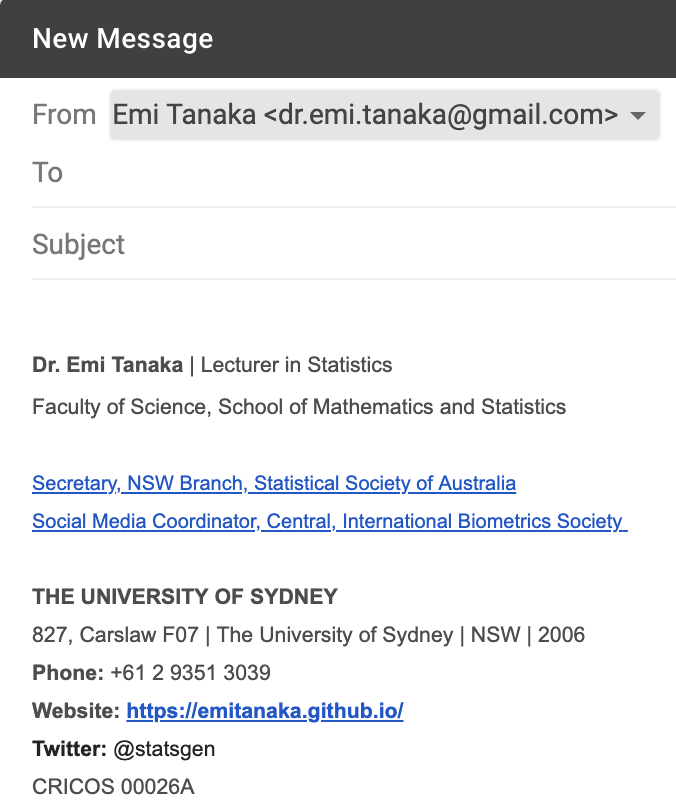 New Message
From Emi Tanaka <dr.emi.tanaka@gmail.com>
To
Subject
Dr. Emi Tanaka | Lecturer in Statistics
Faculty of Science, School of Mathematics and Statistics
Secretary, NSW Branch, Statistical Society of Australia
Social Media Coordinator, Central, International Biometrics Society
THE UNIVERSITY OF SYDNEY
827, Carslaw F07 | The University of Sydney | NSW | 2006
Phone: +61 2 9351 3039
Website: https://emitanaka.github.io/
Twitter: @statsgen
CRICOS 00026A